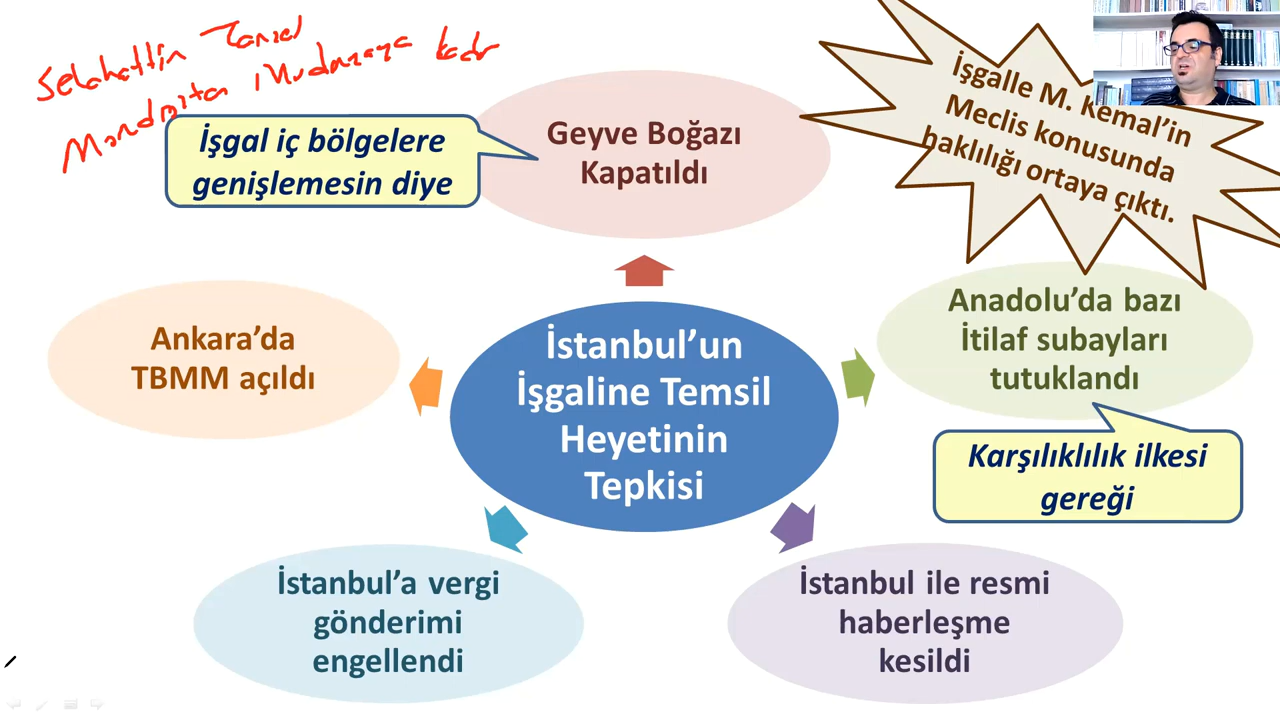 Selahattin Tansel
Mondros'tan Mudanyaya kadar
İşgal iç bölgelere
genişlemesin diye
Geyve Boğazı
Kapatıldı
İşgalle M. Kemal’in
Meclis konusunda
haklılığı ortaya çıktı.
Ankara’da
TBMM açıldı
İstanbul’un
İşgaline Temsil
Heyetinin
Tepkisi
Anadolu’da bazı
İtilaf subayları
tutuklandı
Karşılıklılık ilkesi
gereği
İstanbul’a vergi
gönderimi
engellendi
İstanbul ile resmi
haberleşme
kesildi